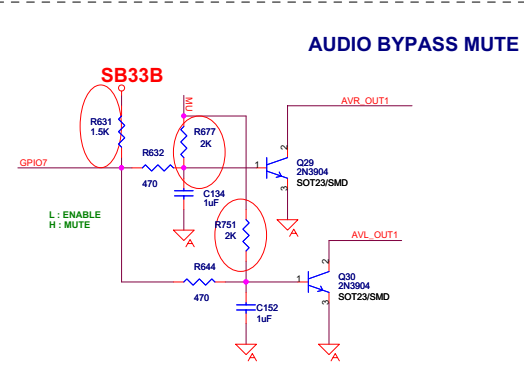 AUDIO BYPASS MUTE
SB33B
MU
AVR_OUT1
R631
1.5K
R677
2K
2
GPIO7
R632
470
1
Q29
2N3904
SOT23/SMD
3
C134
1uF
L : ENABLE
H : MUTE
A
A
R751
2K
AVL_OUT1
2
R644
470
1
Q30
2N3904
SOT23/SMD
3
C152
1uF
A
A